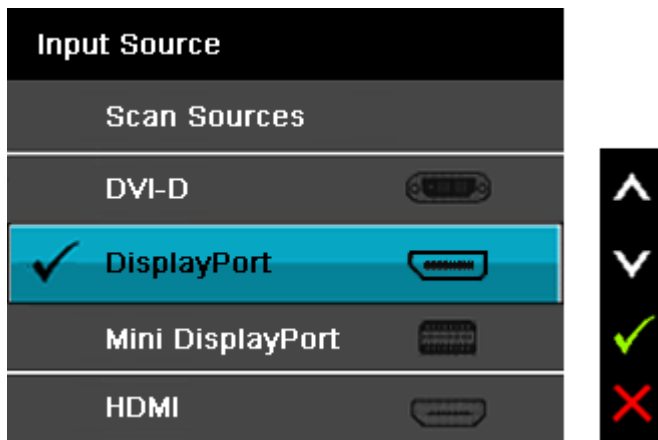 Input Source
Scan Sources
DVI-D
DisplayPort
Mini DisplayPort
HDMI